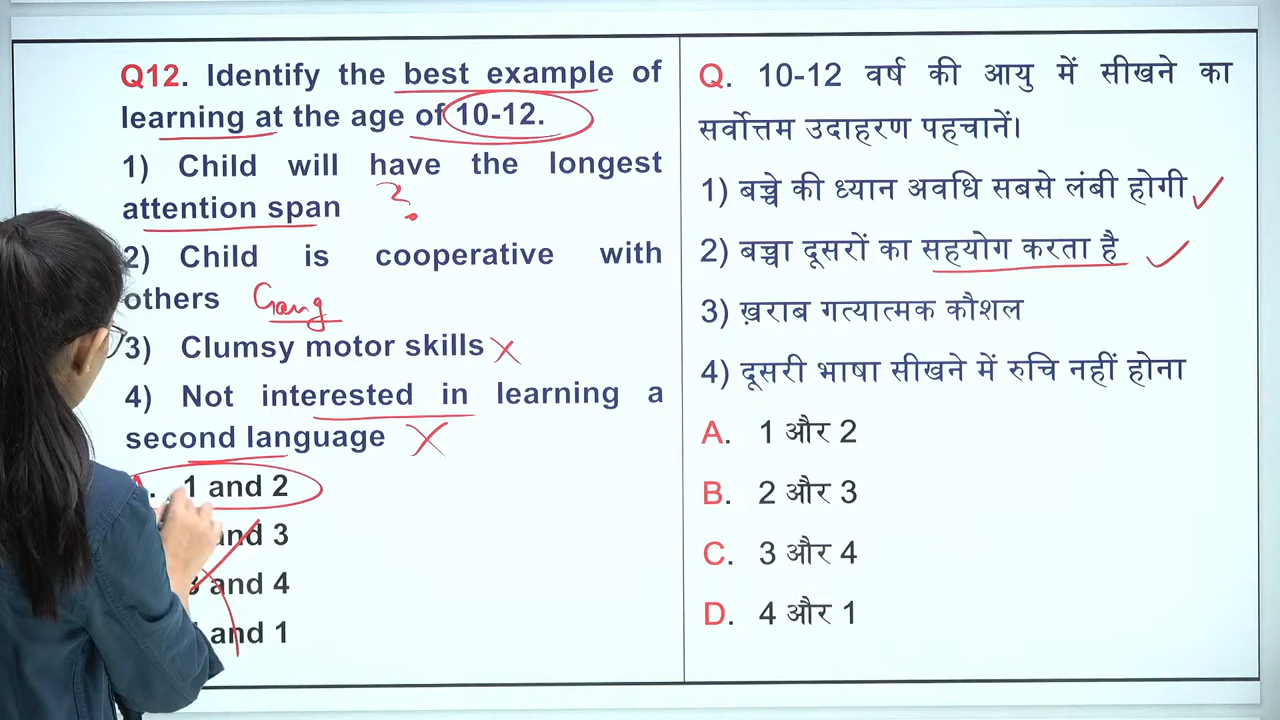 Q12. Identify the best example of
learning at the age of 10-12.
1) Child will have the longest
attention span ?
2) Child is cooperative with
others Gang
3) Clumsy motor skills
4) Not interested in learning a
second language
1 and 2
and 3
and 4
and 1
Q. 10-12 वर्ष की आयु में सीखने का
सर्वोत्तम उदाहरण पहचानें।
1) बच्चे की ध्यान अवधि सबसे लंबी होगी
2) बच्चा दूसरों का सहयोग करता है
3) ख़राब गत्यात्मक कौशल
4) दूसरी भाषा सीखने में रुचि नहीं होना
A. 1 और 2
B. 2 और 3
C. 3 और 4
D. 4 और 1